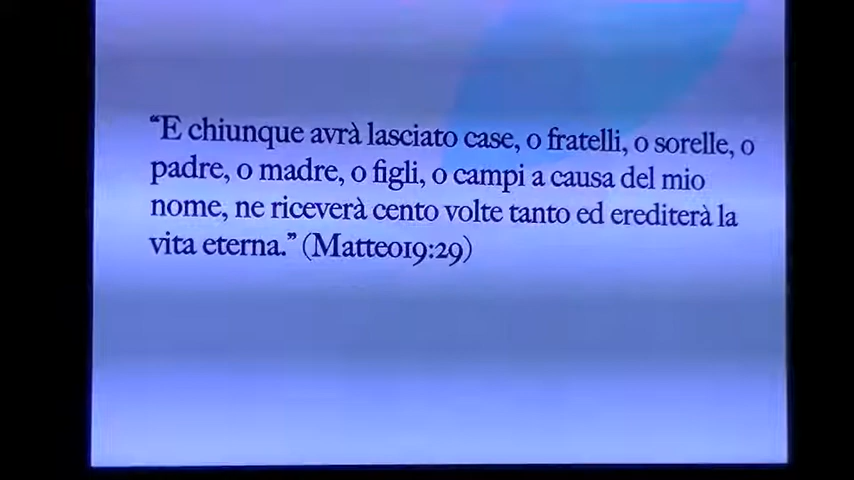 “E chiunque avrà lasciato case, o fratelli, o sorelle, o
padre, o madre, o figli, o campi a causa del mio
nome, ne riceverà cento volte tanto ed erediterà la
vita eterna.” (Matteo19:29)